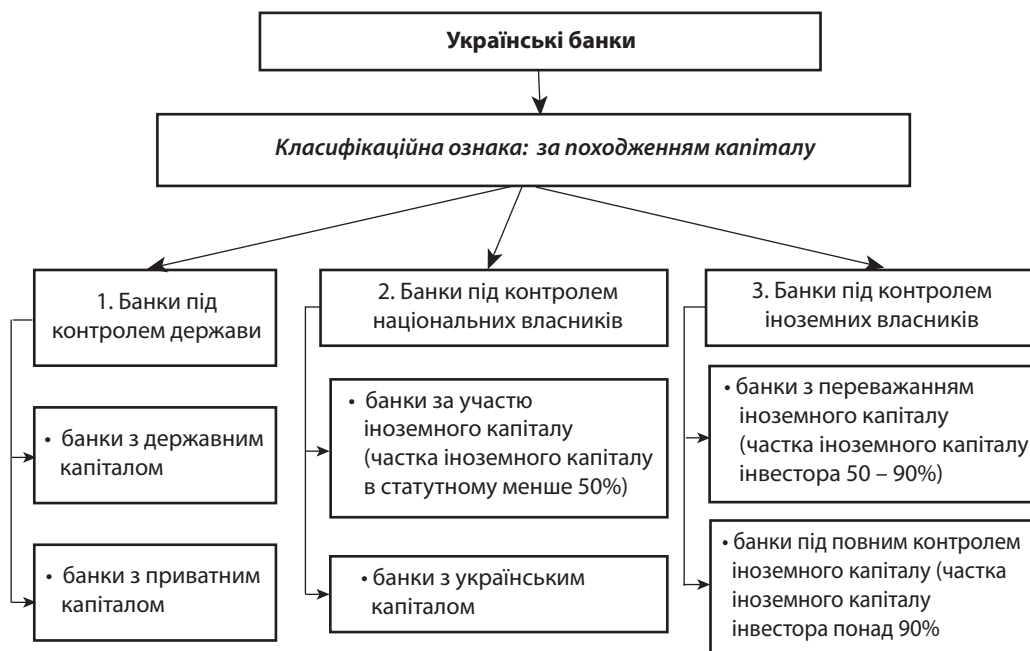 Українські банки
Класифікаційна ознака: за походженням капіталу
1. Банки під
контролем держави
• банки з державним
капіталом
• банки з приватним
капіталом
2. Банки під контролем
національних власників
• банки за участю
іноземного капіталу
(частка іноземного капіталу
в статутному менше 50%)
• банки з українським
капіталом
3. Банки під контролем
іноземних власників
• банки з переважанням
іноземного капіталу
(частка іноземного капіталу
інвестора 50 – 90%)
• банки під повним контролем
іноземного капіталу (частка
іноземного капіталу
інвестора понад 90%